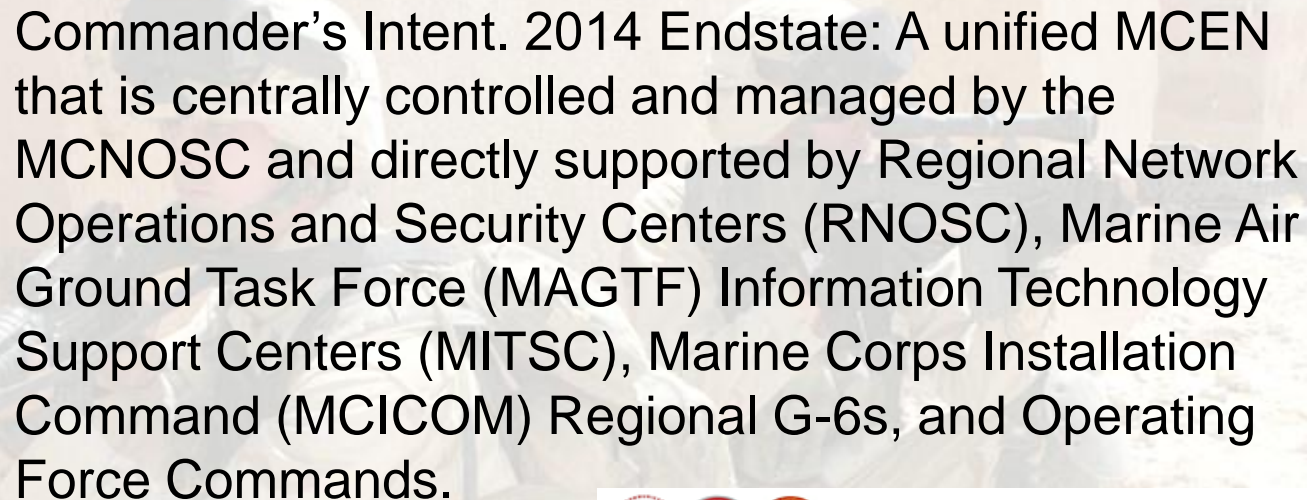 Commander’s Intent. 2014 Endstate: A unified MCEN
that is centrally controlled and managed by the
MCNOSC and directly supported by Regional Network
Operations and Security Centers (RNOSC), Marine Air
Ground Task Force (MAGTF) Information Technology
Support Centers (MITSC), Marine Corps Installation
Command (MCICOM) Regional G-6s, and Operating
Force Commands.